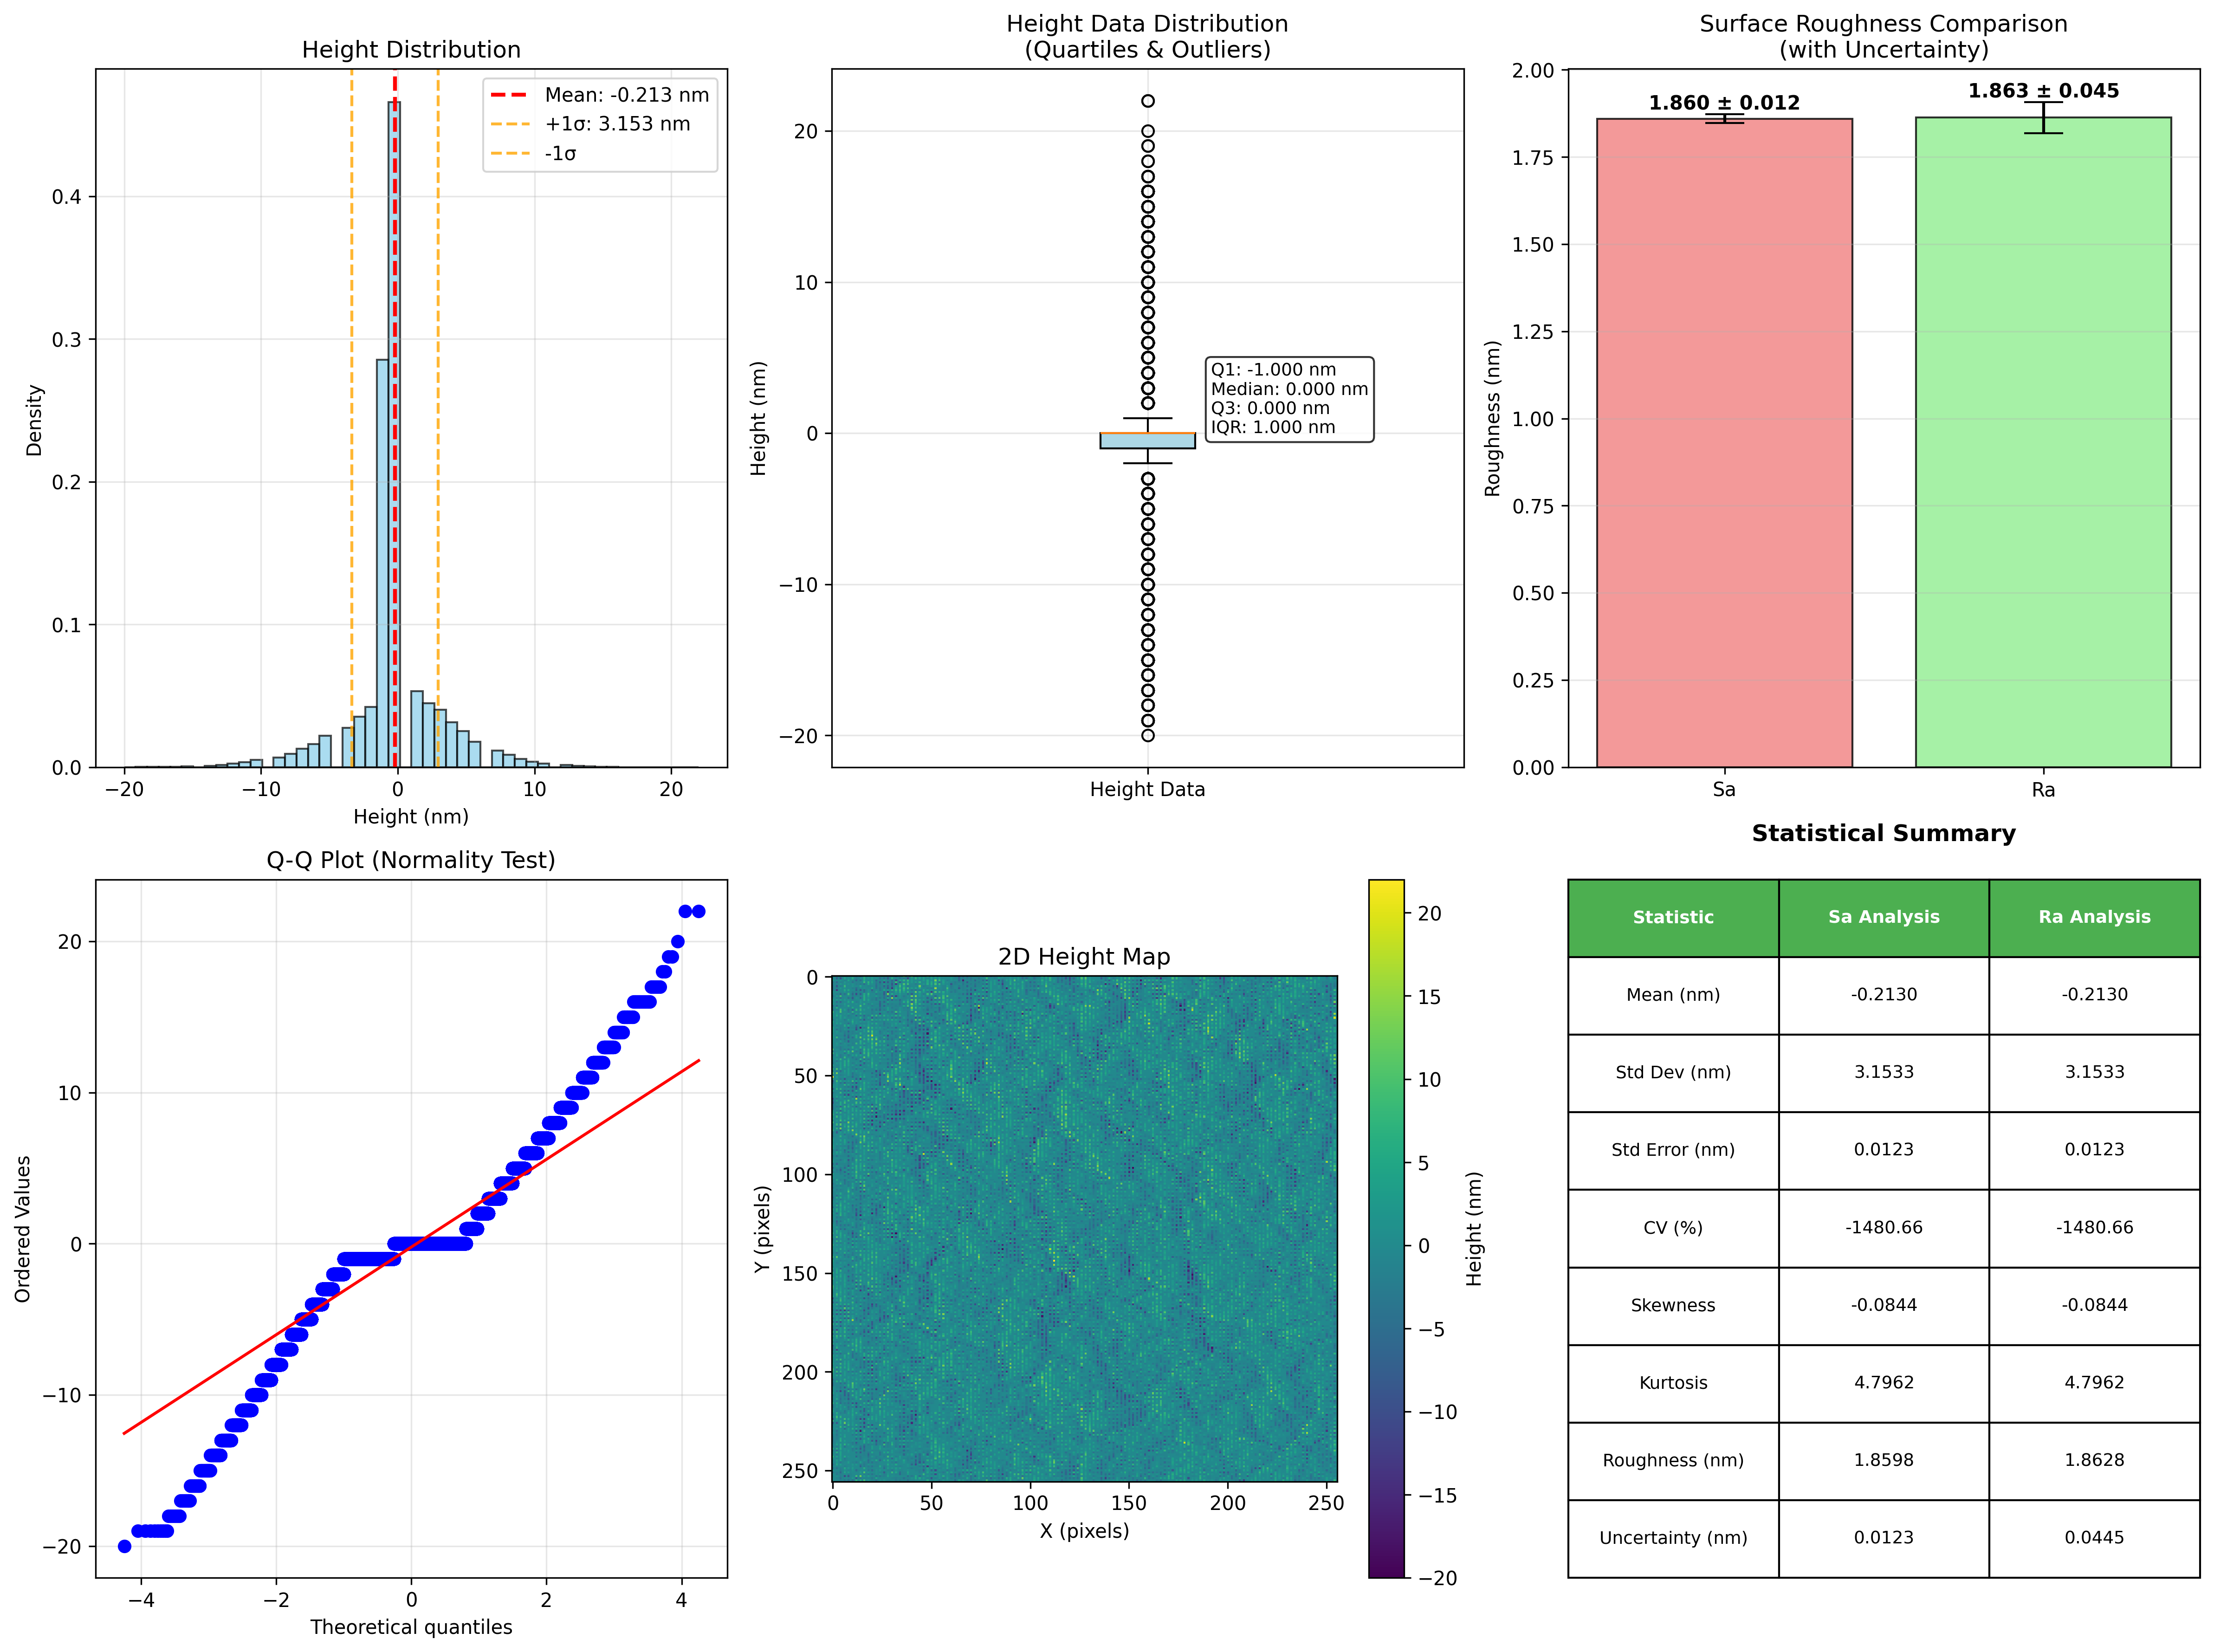 Height Distribution
Density
0.4
0.3
0.2
0.1
0.0
−20
−10
0
10
20
Height (nm)
Mean: -0.213 nm
+1σ: 3.153 nm
-1σ
Height Data Distribution
(Quartiles & Outliers)
Height (nm)
20
10
0
−10
−20
Q1: -1.000 nm
Median: 0.000 nm
Q3: 0.000 nm
IQR: 1.000 nm
Height Data
Surface Roughness Comparison
(with Uncertainty)
Roughness (nm)
2.00
1.75
1.50
1.25
1.00
0.75
0.50
0.25
0.00
1.860 ± 0.012
1.863 ± 0.045
Sa
Ra
Q-Q Plot (Normality Test)
Ordered Values
20
10
0
−10
−20
−4
−2
0
2
4
Theoretical quantiles
2D Height Map
Y (pixels)
0
50
100
150
200
250
0
50
100
150
200
250
X (pixels)
20
15
10
5
0
−5
−10
−15
−20
Height (nm)
Statistical Summary
Statistic Sa Analysis Ra Analysis
Mean (nm) -0.2130 -0.2130
Std Dev (nm) 3.1533 3.1533
Std Error (nm) 0.0123 0.0123
CV (%) -1480.66 -1480.66
Skewness -0.0844 -0.0844
Kurtosis 4.7962 4.7962
Roughness (nm) 1.8598 1.8628
Uncertainty (nm) 0.0123 0.0445